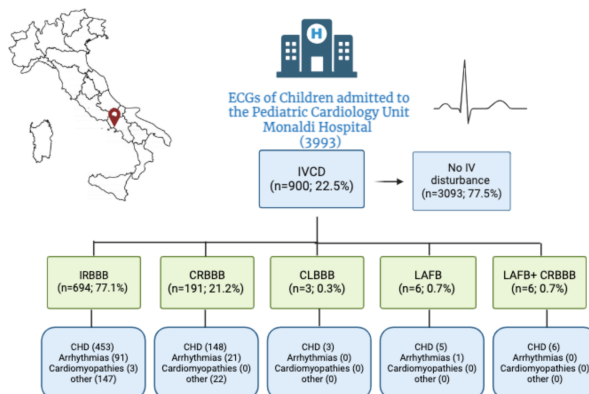 H
ECGs of Children admitted to
the Pediatric Cardiology Unit
Monaldi Hospital
(3993)
IVCD
(n=900; 22.5%)
No IV
disturbance
(n=3093; 77.5%)
IRBBB
(n=694; 77.1%)
CRBBB
(n=191; 21.2%)
CLBBB
(n=3; 0.3%)
LAFB
(n=6; 0.7%)
LAFB+ CRBBB
(n=6; 0.7%)
CHD (453)
Arrhythmias (91)
Cardiomyopathies (3)
other (147)
CHD (148)
Arrhythmias (21)
Cardiomyopathies (0)
other (22)
CHD (3)
Arrhythmias (0)
Cardiomyopathies (0)
other (0)
CHD (5)
Arrhythmias (1)
Cardiomyopathies (0)
other (0)
CHD (6)
Arrhythmias (0)
Cardiomyopathies (0)
other (0)